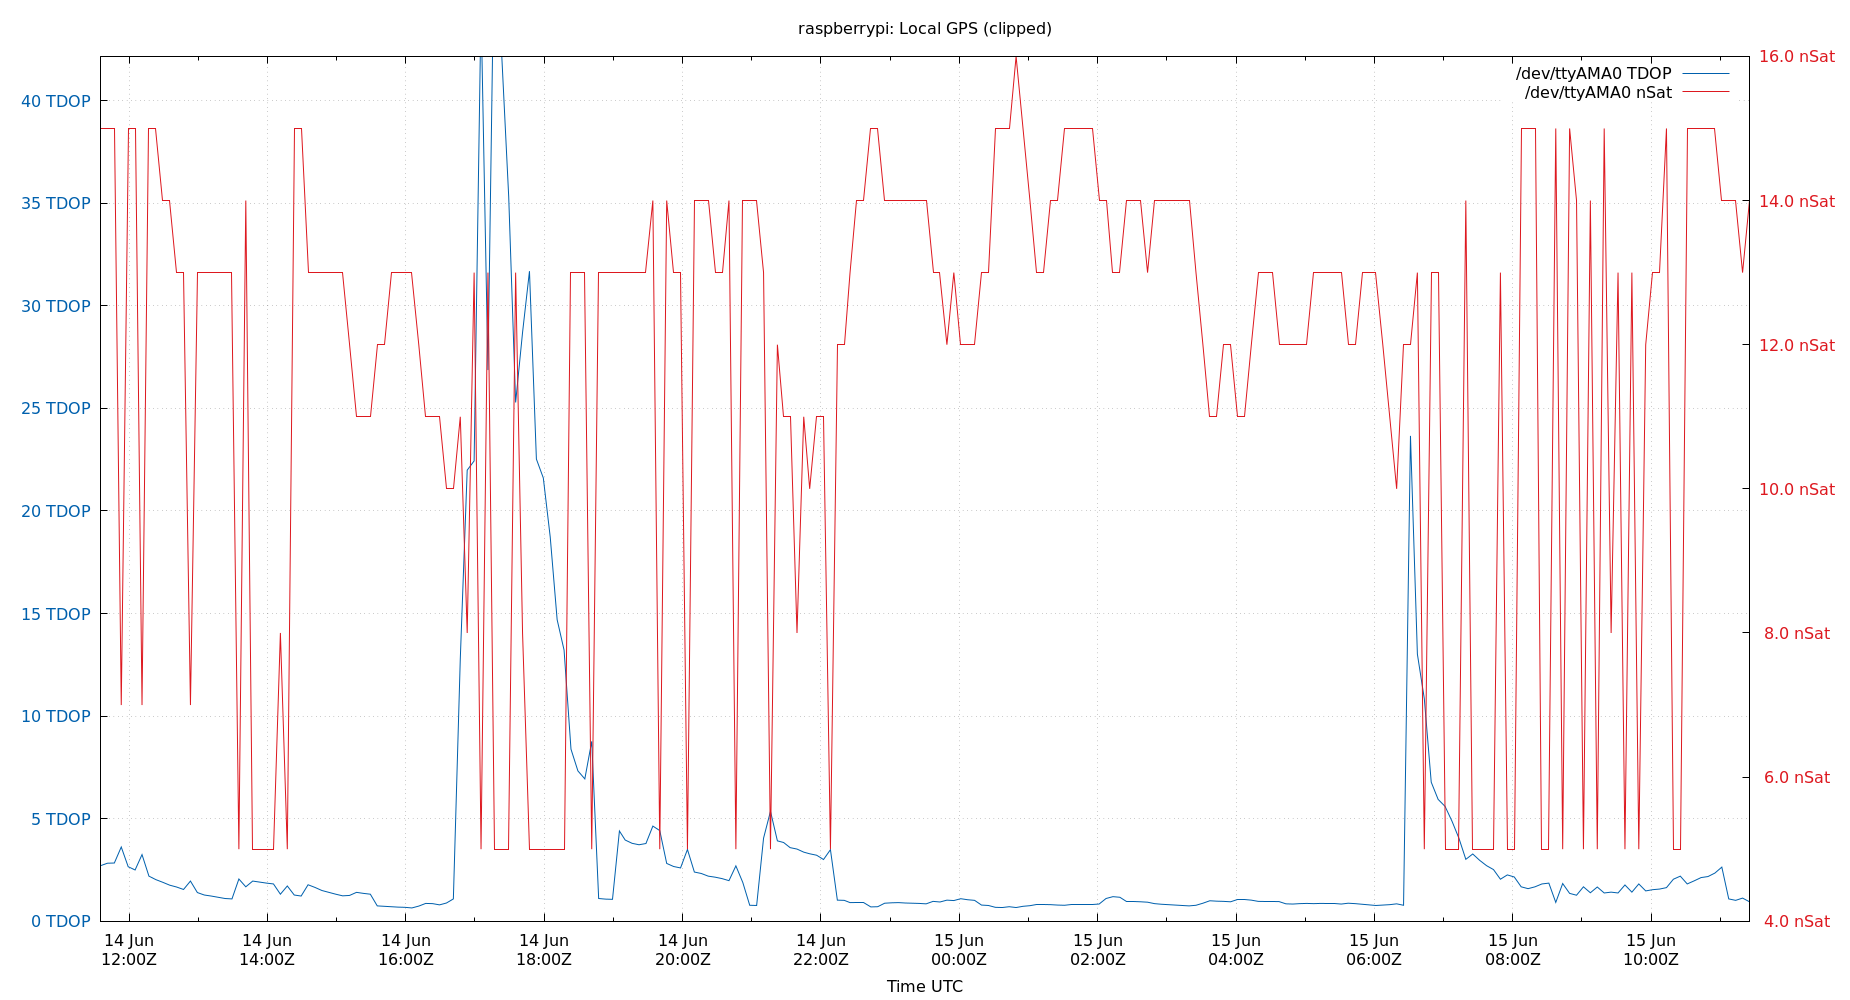 raspberrypi: Local GPS (clipped)
/dev/ttyAMA0 TDOP
/dev/ttyAMA0 nSat
40 TDOP
35 TDOP
30 TDOP
25 TDOP
20 TDOP
15 TDOP
10 TDOP
5 TDOP
0 TDOP
16.0 nSat
14.0 nSat
12.0 nSat
10.0 nSat
8.0 nSat
6.0 nSat
4.0 nSat
14 Jun 14 Jun 14 Jun 14 Jun 14 Jun 14 Jun 15 Jun 15 Jun 15 Jun 15 Jun 15 Jun 15 Jun
12:00Z 14:00Z 16:00Z 18:00Z 20:00Z 22:00Z 00:00Z 02:00Z 04:00Z 06:00Z 08:00Z 10:00Z
Time UTC